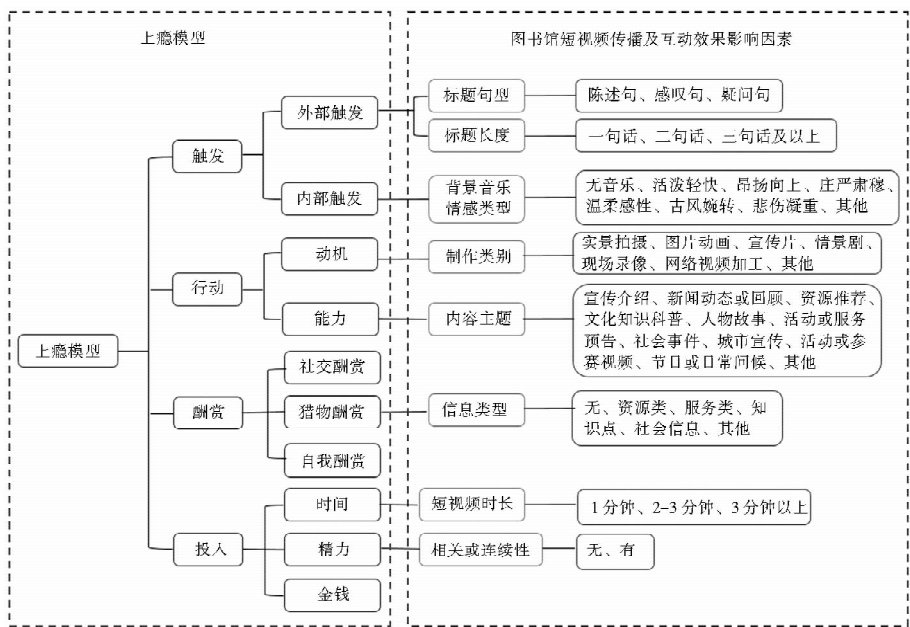 上瘾模型
图书馆短视频传播及互动效果影响因素
上瘾模型
触发
外部触发
标题句型
陈述句、感叹句、疑问句
标题长度
一句话、二句话、三句话及以上
内部触发
背景音乐
情感类型
无音乐、活泼轻快、昂扬向上、庄严肃穆、
温柔感性、古风婉转、悲伤凝重、其他
行动
动机
制作类别
实景拍摄、图片动画、宣传片、情景剧、
现场录像、网络视频加工、其他
能力
内容主题
宣传介绍、新闻动态或回顾、资源推荐、
文化知识科普、人物故事、活动或服务
预告、社会事件、城市宣传、活动或参
赛视频、节日或日常问候、其他
酬赏
社交酬赏
猎物酬赏
信息类型
无、资源类、服务类、知
识点、社会信息、其他
自我酬赏
投入
时间
短视频时长
1分钟、2-3分钟、3分钟以上
精力
相关或连续性
无、有
金钱